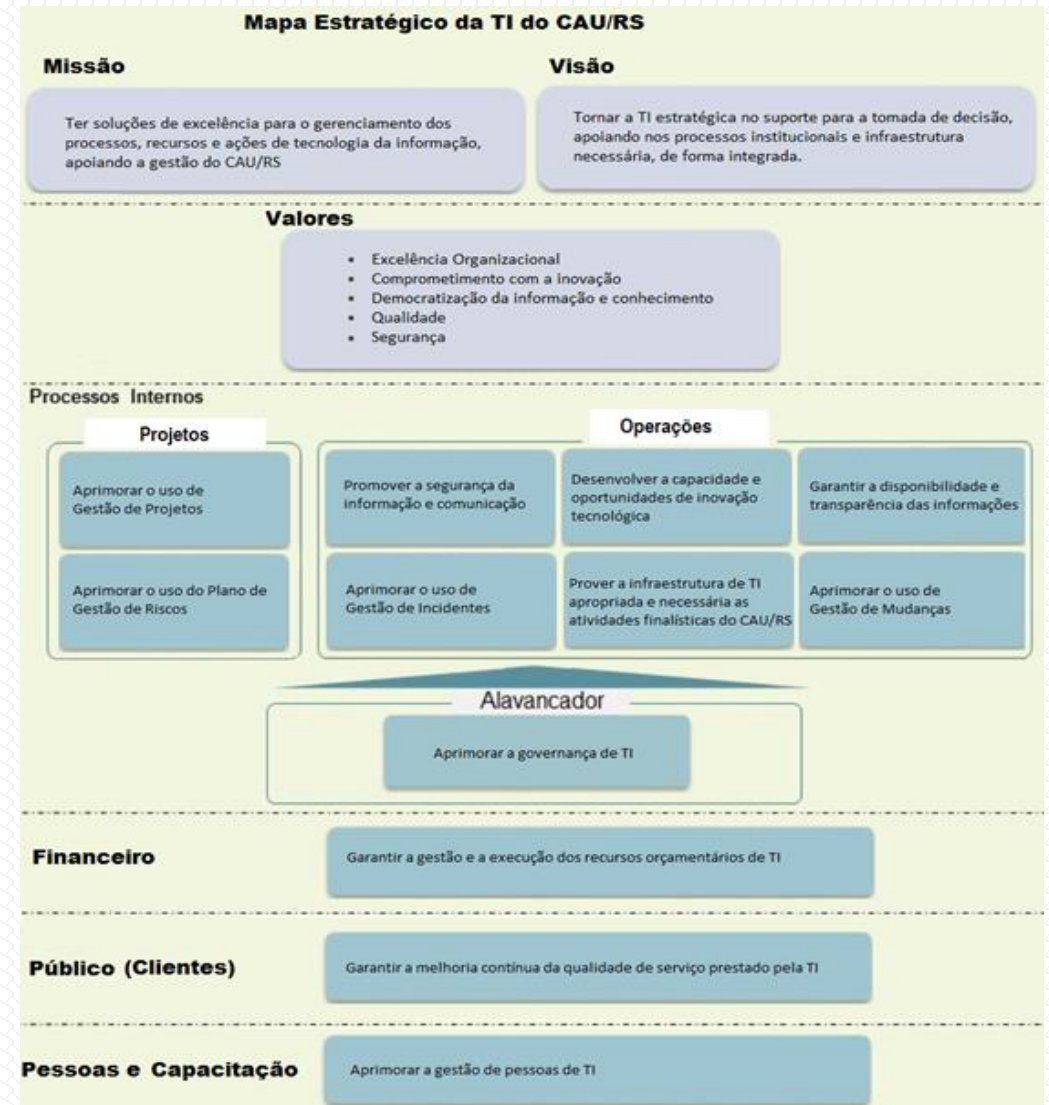 Mapa Estratégico da TI do CAU/RS
Missão
Ter soluções de excelência para o gerenciamento dos
processos, recursos e ações de tecnologia da informação,
apoiando a gestão do CAU/RS
Visão
Tornar a TI estratégica no suporte para a tomada de decisão,
apoiando nos processos institucionais e infraestrutura
necessária, de forma integrada.
Valores
• Excelência Organizacional
• Comprometimento com a inovação
• Democratização da informação e conhecimento
• Qualidade
• Segurança
Processos Internos
Projetos
Aprimorar o uso de
Gestão de Projetos
Aprimorar o uso do Plano de
Gestão de Riscos
Operações
Promover a segurança da
informação e comunicação
Desenvolver a capacidade e
oportunidades de inovação
tecnológica
Garantir a disponibilidade e
transparência das informações
Aprimorar o uso de
Gestão de Incidentes
Prover a infraestrutura de TI
apropriada e necessária as
atividades finalísticas do CAU/RS
Aprimorar o uso de
Gestão de Mudanças
Alavancador
Aprimorar a governança de TI
Financeiro
Garantir a gestão e a execução dos recursos orçamentários de TI
Público (Clientes)
Garantir a melhoria contínua da qualidade de serviço prestado pela TI
Pessoas e Capacitação
Aprimorar a gestão de pessoas de TI